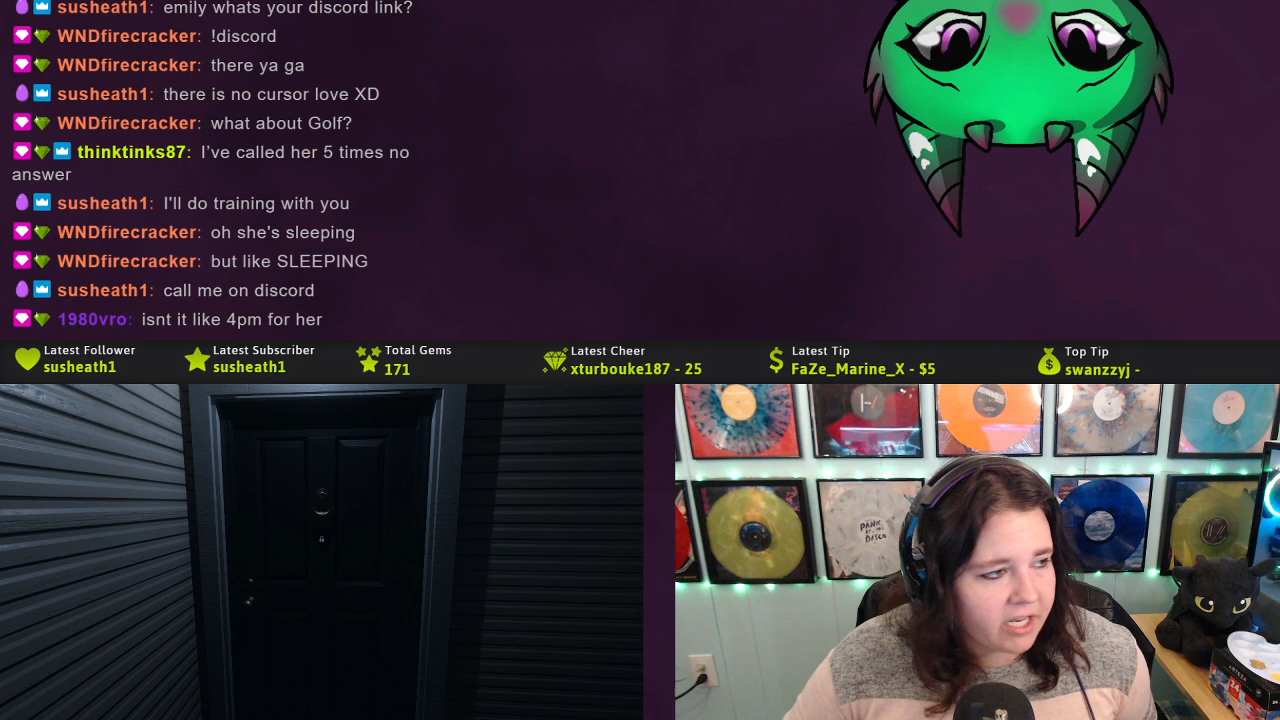 susheath1: emily whats your discord link?
WNDfirecracker: !discord
WNDfirecracker: there ya ga
susheath1: there is no cursor love XD
WNDfirecracker: what about Golf?
thinktinks87: I've called her 5 times no
answer
susheath1: I'll do training with you
WNDfirecracker: oh she's sleeping
WNDfirecracker: but like SLEEPING
susheath1: call me on discord
1980vro: isnt it like 4pm for her
Latest Follower
susheath1
Latest Subscriber
susheath1
Total Gems
171
Latest Cheer
xturbouke187 - 25
Latest Tip
FaZe_Marine_X - $5
Top Tip
swanzzyj -
PANIC
AT THE
DISCO
24